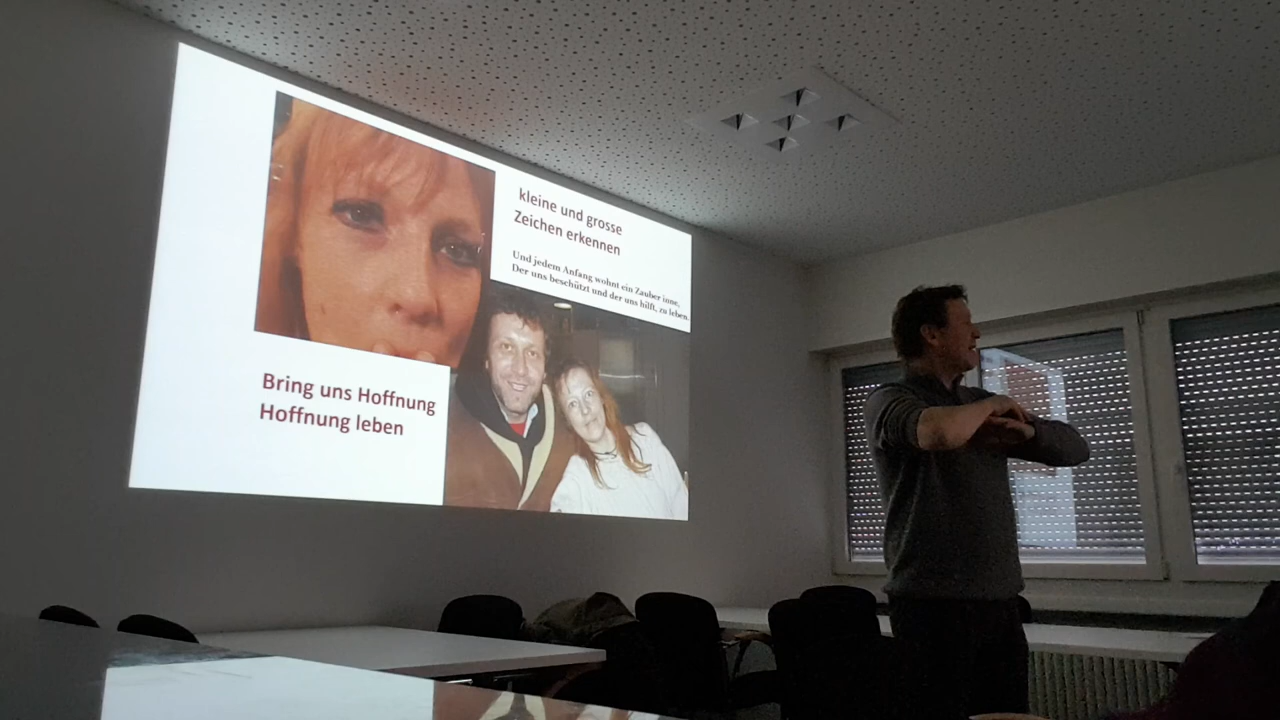 kleine und grosse
Zeichen erkennen
Und jedem Anfang wohnt ein Zauber inne,
Der uns beschützt und der uns hilft, zu leben.
Bring uns Hoffnung
Hoffnung leben